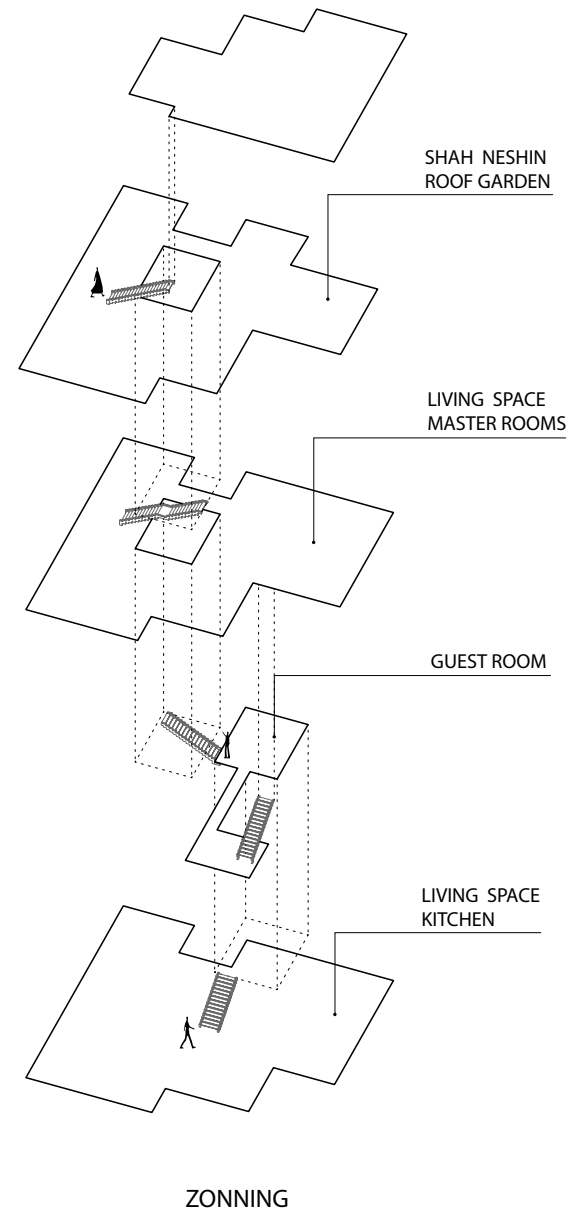 SHAH NESHIN
ROOF GARDEN
LIVING SPACE
MASTER ROOMS
GUEST ROOM
LIVING SPACE
KITCHEN
ZONNING